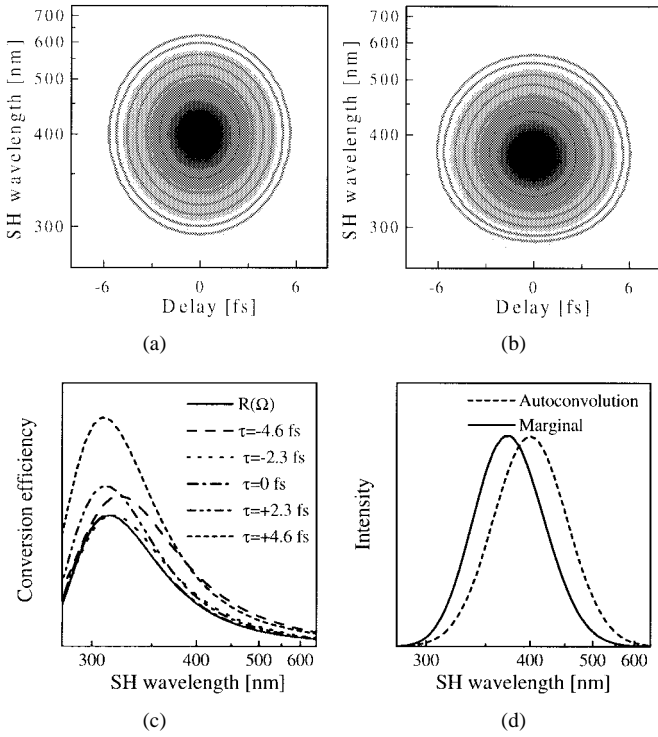 700
600
500
400
300
SH wavelength [nm]
-6
0
6
Delay [fs]
(a)
700
600
500
400
300
SH wavelength [nm]
-6
0
6
Delay [fs]
(b)
Conversion efficiency
R(Ω)
τ=-4.6 fs
τ=-2.3 fs
τ=0 fs
τ=+2.3 fs
τ=+4.6 fs
300
400
500
600
SH wavelength [nm]
(c)
Intensity
Autoconvolution
Marginal
300
400
500
600
SH wavelength [nm]
(d)